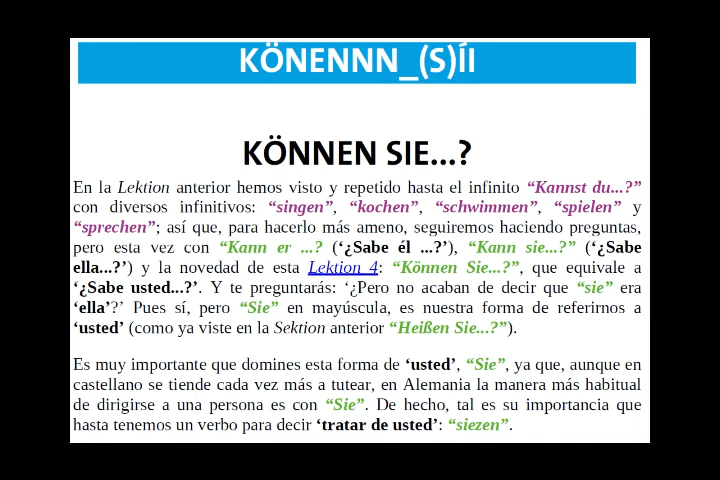 KÖNENNN_(S)ÍI
KÖNNEN SIE...?
En la Lektion anterior hemos visto y repetido hasta el infinito “Kannst du...?”
con diversos infinitivos: “singen”, “kochen”, “schwimmen”, “spielen” y
“sprechen”; así que, para hacerlo más ameno, seguiremos haciendo preguntas,
pero esta vez con “Kann er ...? (‘¿Sabe él ...?’), “Kann sie...?” (‘¿Sabe
ella...?’) y la novedad de esta Lektion 4: “Können Sie...?”, que equivale a
‘¿Sabe usted...?’. Y te preguntarás: ‘¿Pero no acaban de decir que “sie” era
‘ella’?’ Pues sí, pero “Sie” en mayúscula, es nuestra forma de referirnos a
‘usted’ (como ya viste en la Sektion anterior “Heißen Sie...?”).
Es muy importante que domines esta forma de ‘usted’, “Sie”, ya que, aunque en
castellano se tiende cada vez más a tutear, en Alemania la manera más habitual
de dirigirse a una persona es con “Sie”. De hecho, tal es su importancia que
hasta tenemos un verbo para decir ‘tratar de usted’: “siezen”.